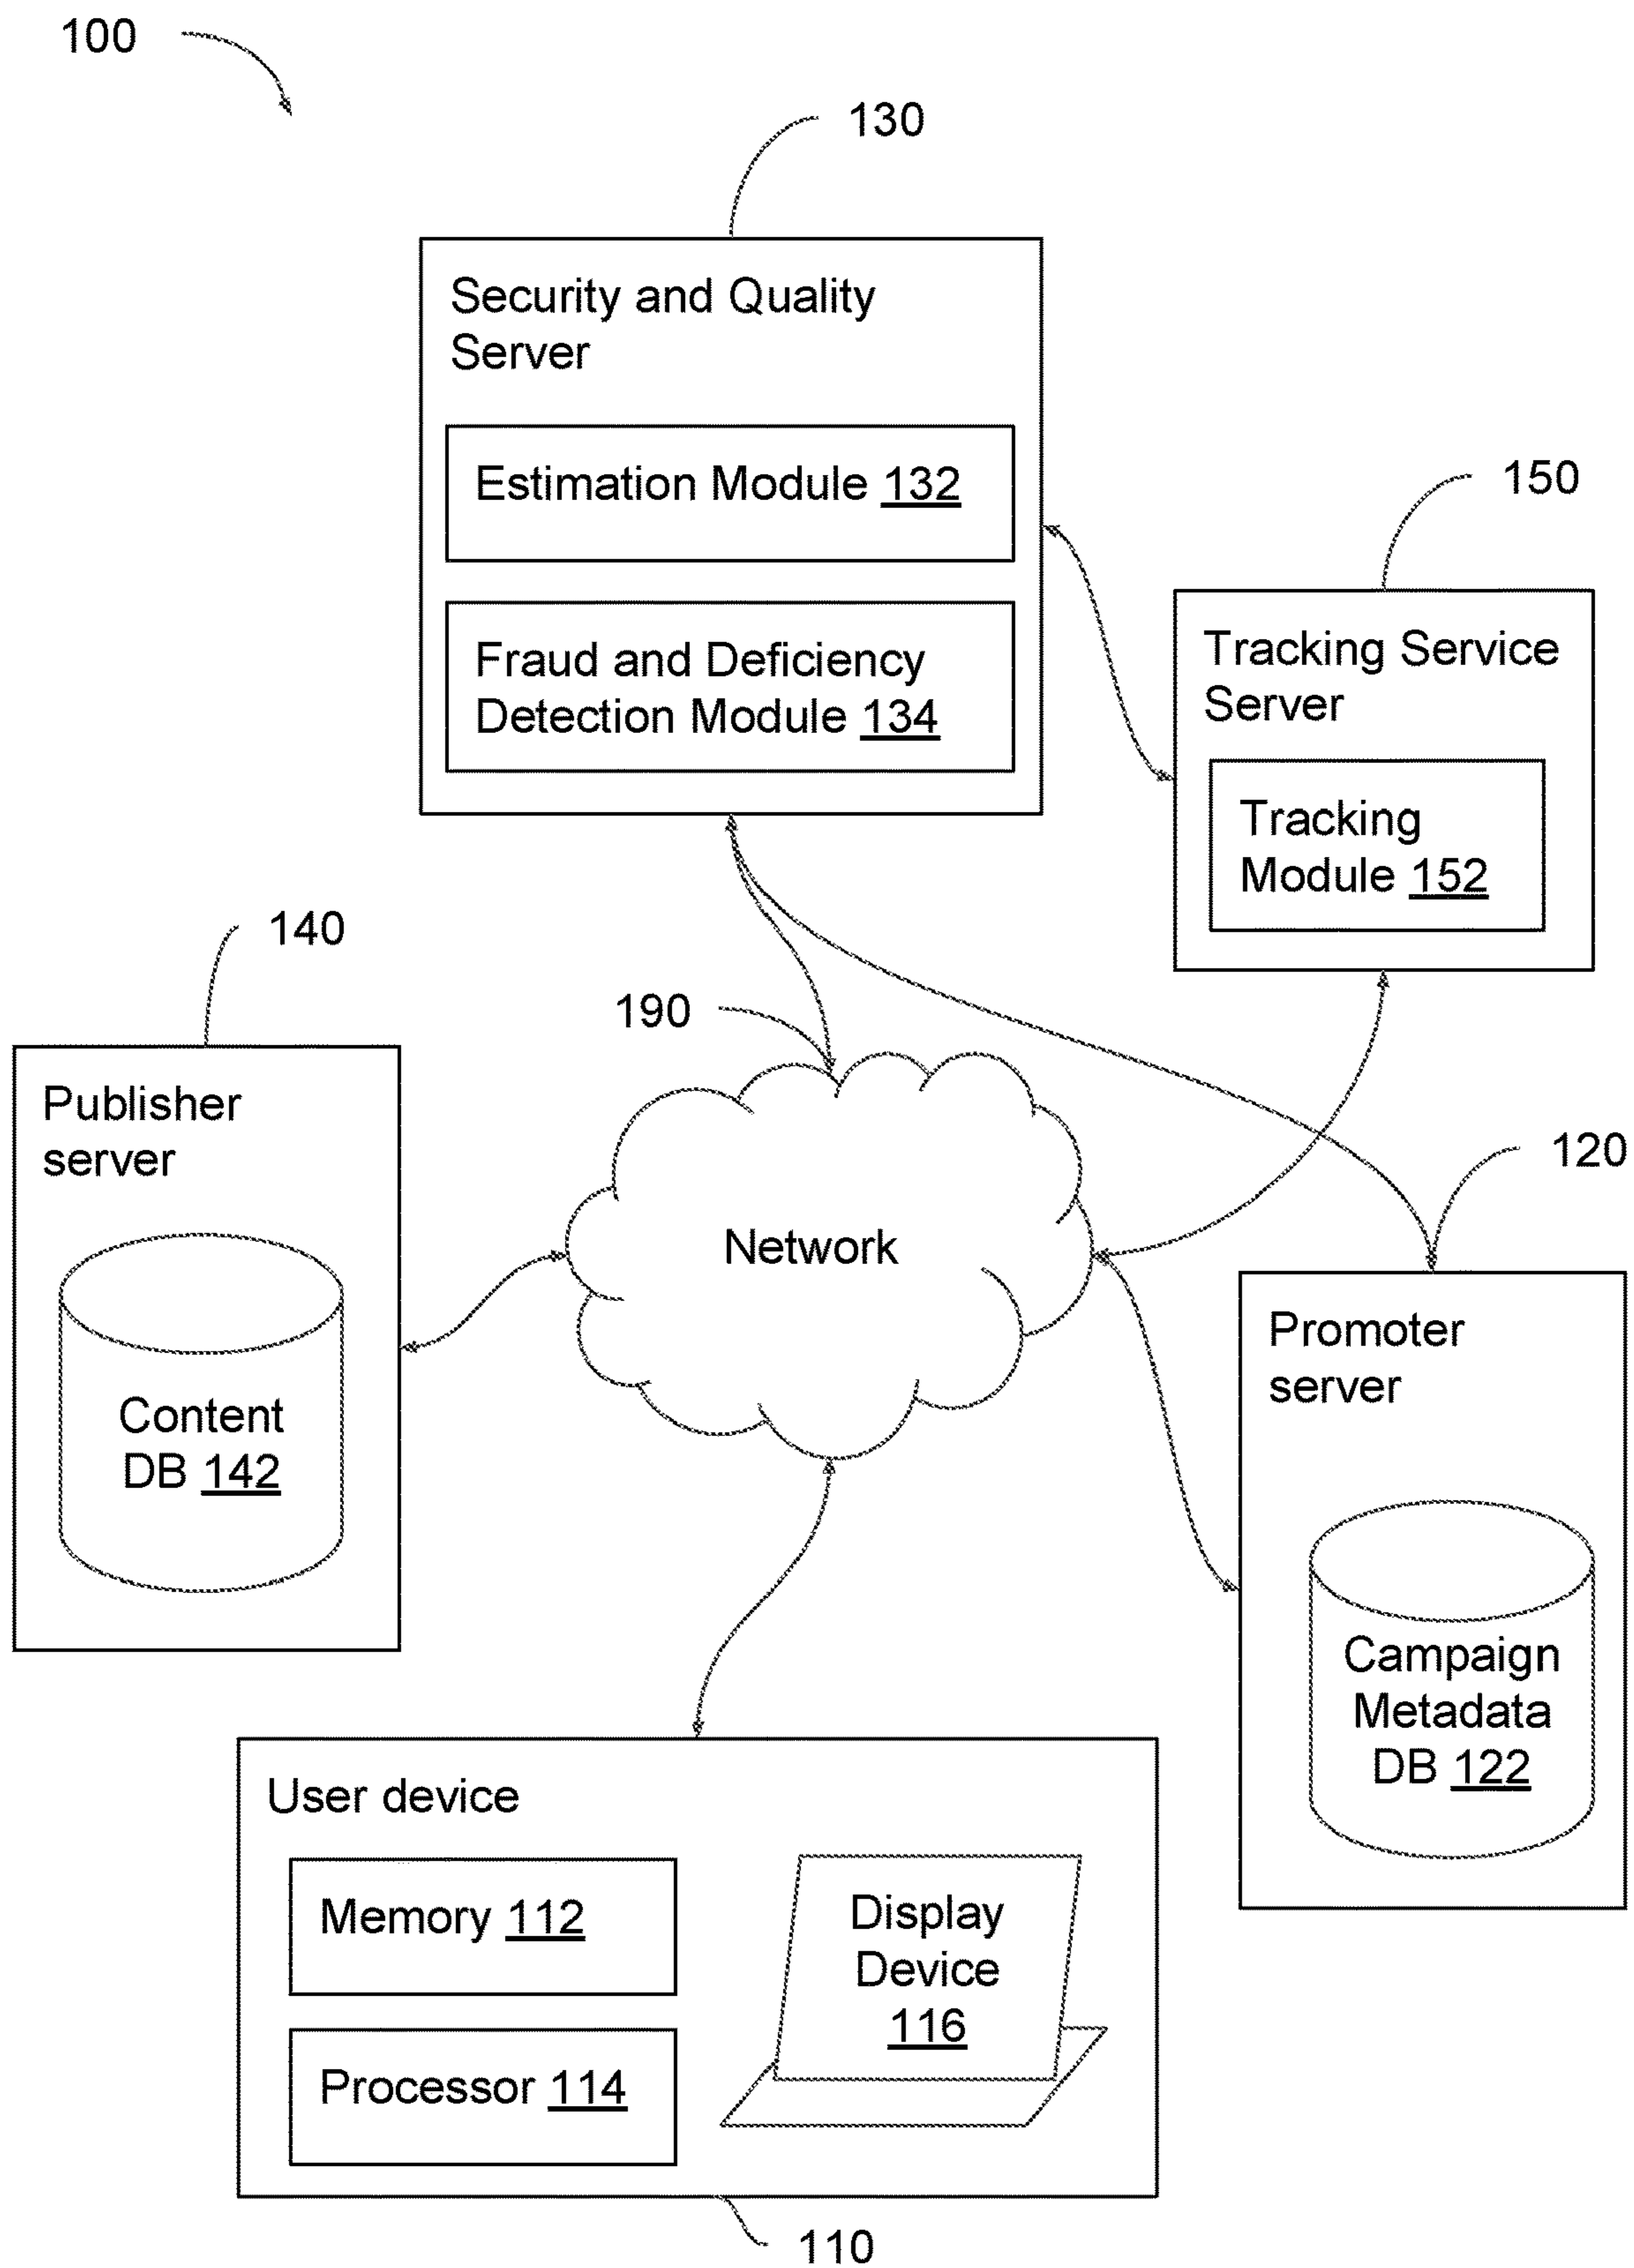 100
130
Security and Quality
Server
Estimation Module 132
Fraud and Deficiency
Detection Module 134
150
Tracking Service
Server
Tracking
Module 152
140
Publisher
server
Content
DB 142
190
Network
120
Promoter
server
Campaign
Metadata
DB 122
User device
Memory 112
Processor 114
Display
Device
116
110